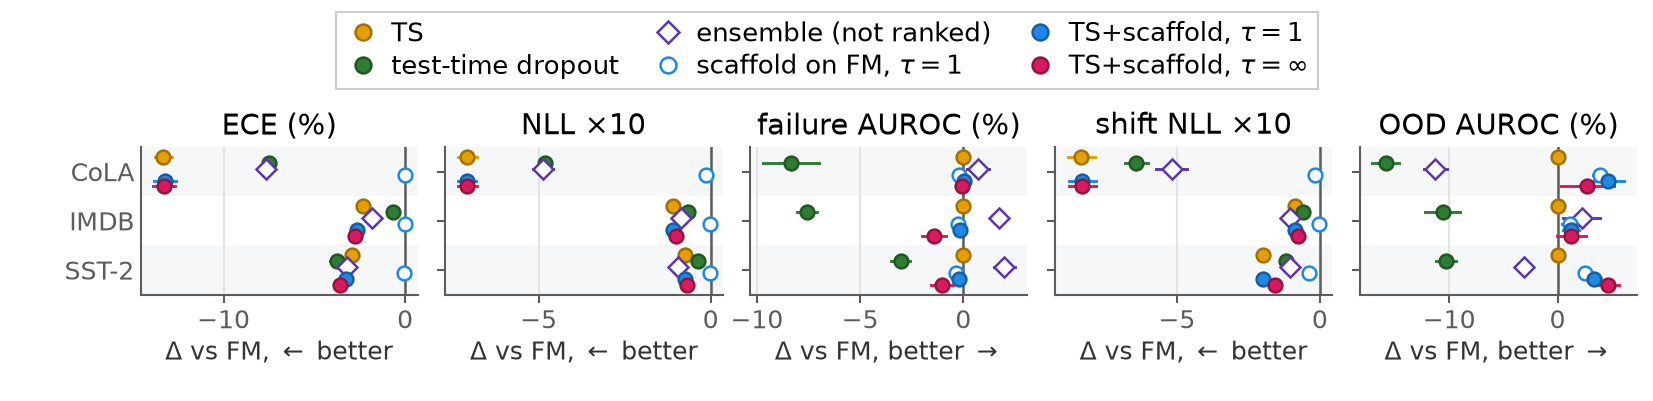 TS
test-time dropout
ensemble (not ranked)
scaffold on FM, τ = 1
TS+scaffold, τ = 1
TS+scaffold, τ = ∞
ECE (%)
NLL ×10
failure AUROC (%)
shift NLL ×10
OOD AUROC (%)
CoLA
IMDB
SST-2
−10 0
−5 0
−10 −5 0
−5 0
−10 0
Δ vs FM, ← better
Δ vs FM, ← better
Δ vs FM, better →
Δ vs FM, ← better
Δ vs FM, better →